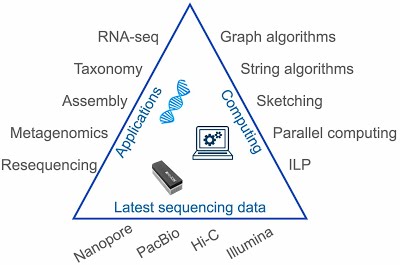 RNA-seq
Taxonomy
Assembly
Metagenomics
Resequencing
Applications
Graph algorithms
String algorithms
Sketching
Parallel computing
ILP
Computing
Latest sequencing data
Nanopore
PacBio
Hi-C
Illumina